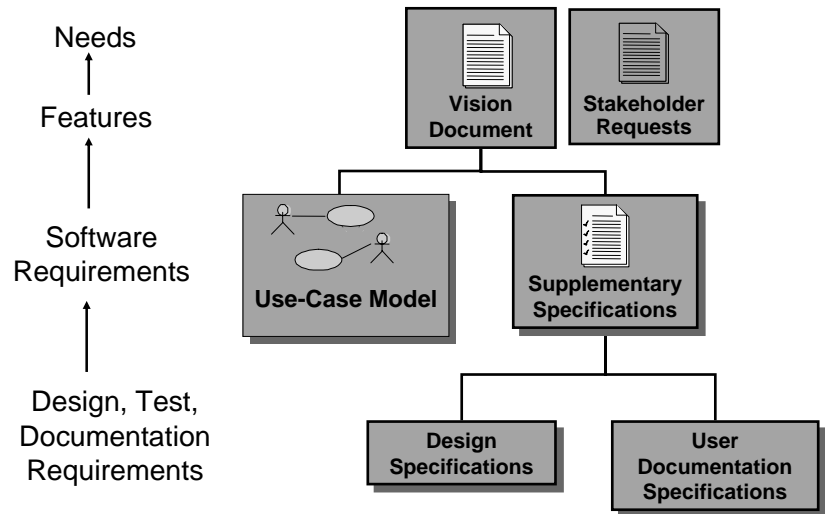 Needs
Features
Software
Requirements
Design, Test,
Documentation
Requirements
Vision
Document
Stakeholder
Requests
Use-Case Model
Supplementary
Specifications
Design
Specifications
User
Documentation
Specifications